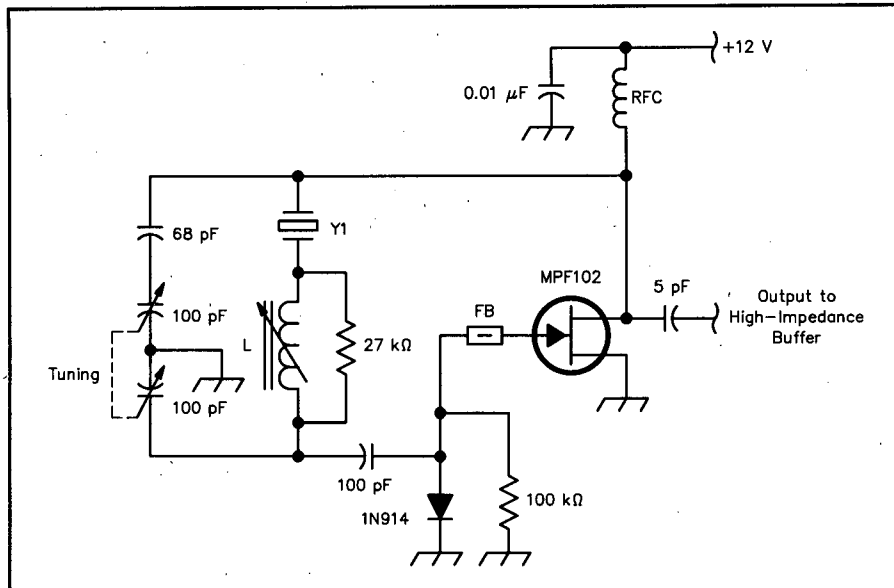 +12 V
0.01 μF
RFC
68 pF
Y1
MPF102
5 pF
Output to
High-Impedance
Buffer
FB
100 pF
L
27 kΩ
Tuning
100 pF
100 pF
1N914
100 kΩ